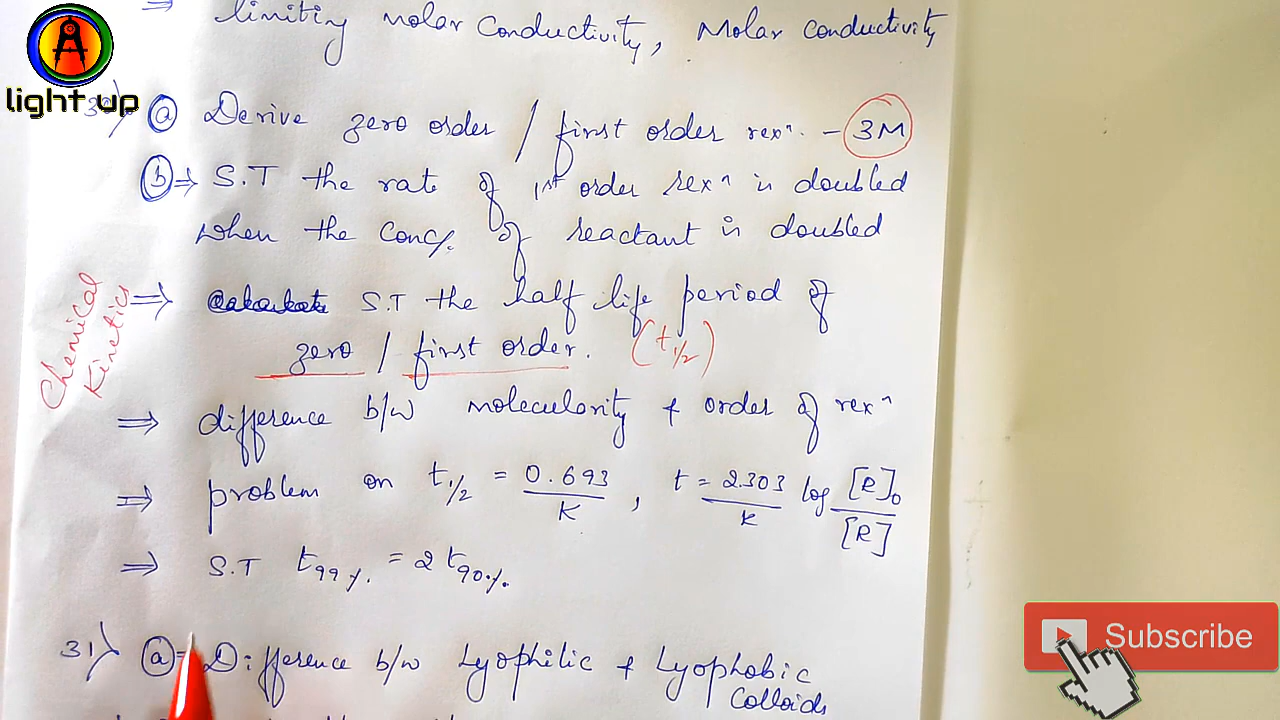 ⇒ limiting molar Conductivity, Molar conductivity
light up
30) a Derive zero order / first order rexⁿ. – 3M
b ⇒ S.T the rate of 1st order rexⁿ is doubled
when the conc/. of reactant is doubled
Chemical
Kinetics
⇒ S.T the half life period of
zero / first order. (t1/2)
⇒ difference b/w molecularity & order of rexⁿ
⇒ problem on t1/2 = 0.693/K , t = 2.303/K log [R]₀/[R]
⇒ S.T t99%. = 2 t90%.
31) a ⇒ Difference b/w Lyophilic & Lyophobic
Colloids
Subscribe